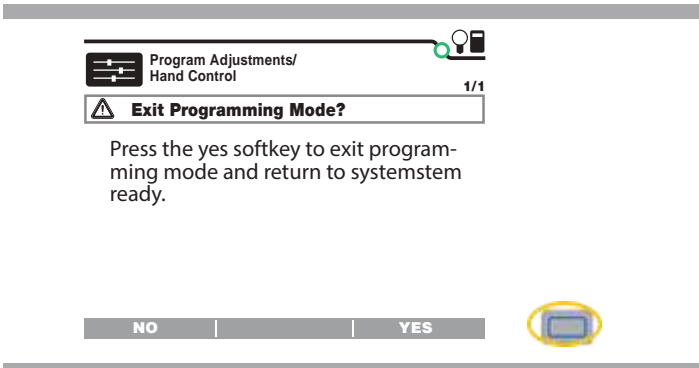 Program Adjustments/
Hand Control
1/1
Exit Programming Mode?
Press the yes softkey to exit program-
ming mode and return to systemstem
ready.
NO YES